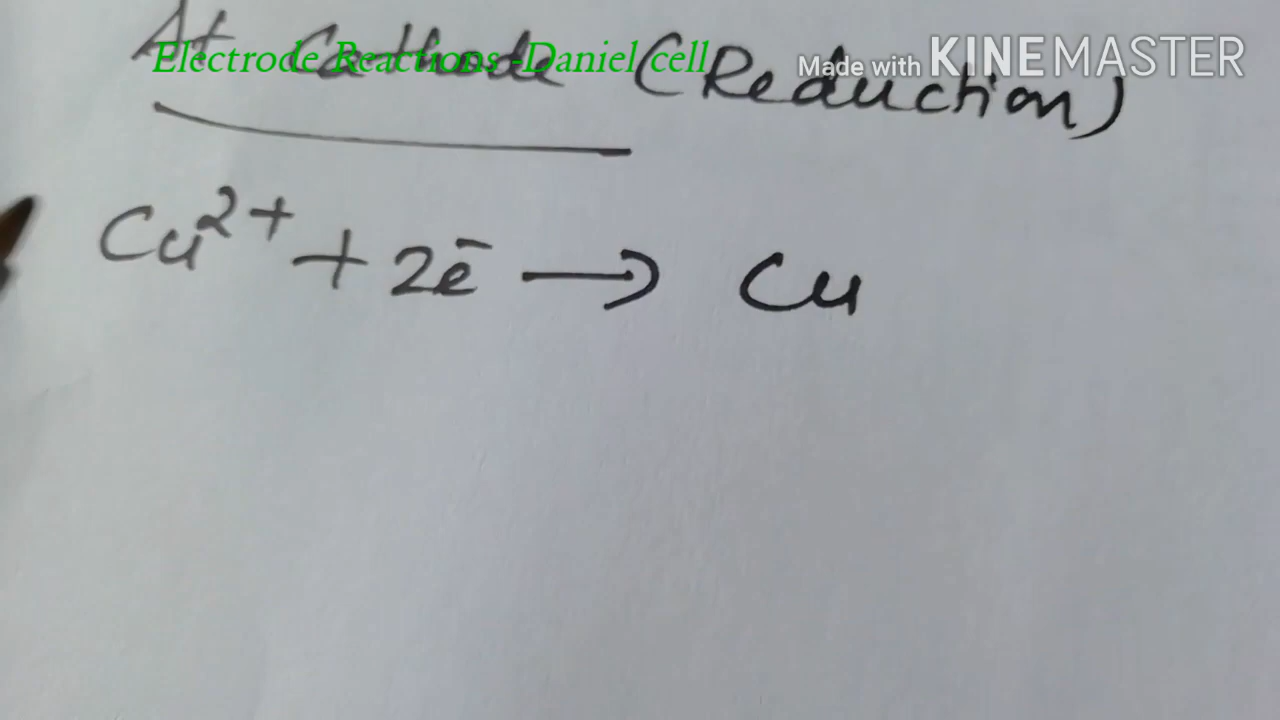 At Cathode (Reduction)
Electrode Reactions -Daniel cell
Made with KINEMASTER
Cu²⁺ + 2e⁻ → Cu